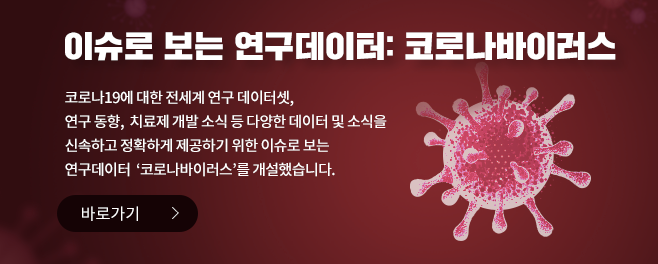 이슈로 보는 연구데이터: 코로나바이러스
코로나19에 대한 전세계 연구 데이터셋,
연구 동향, 치료제 개발 소식 등 다양한 데이터 및 소식을
신속하고 정확하게 제공하기 위한 이슈로 보는
연구데이터 ‘코로나바이러스’를 개설했습니다.
바로가기